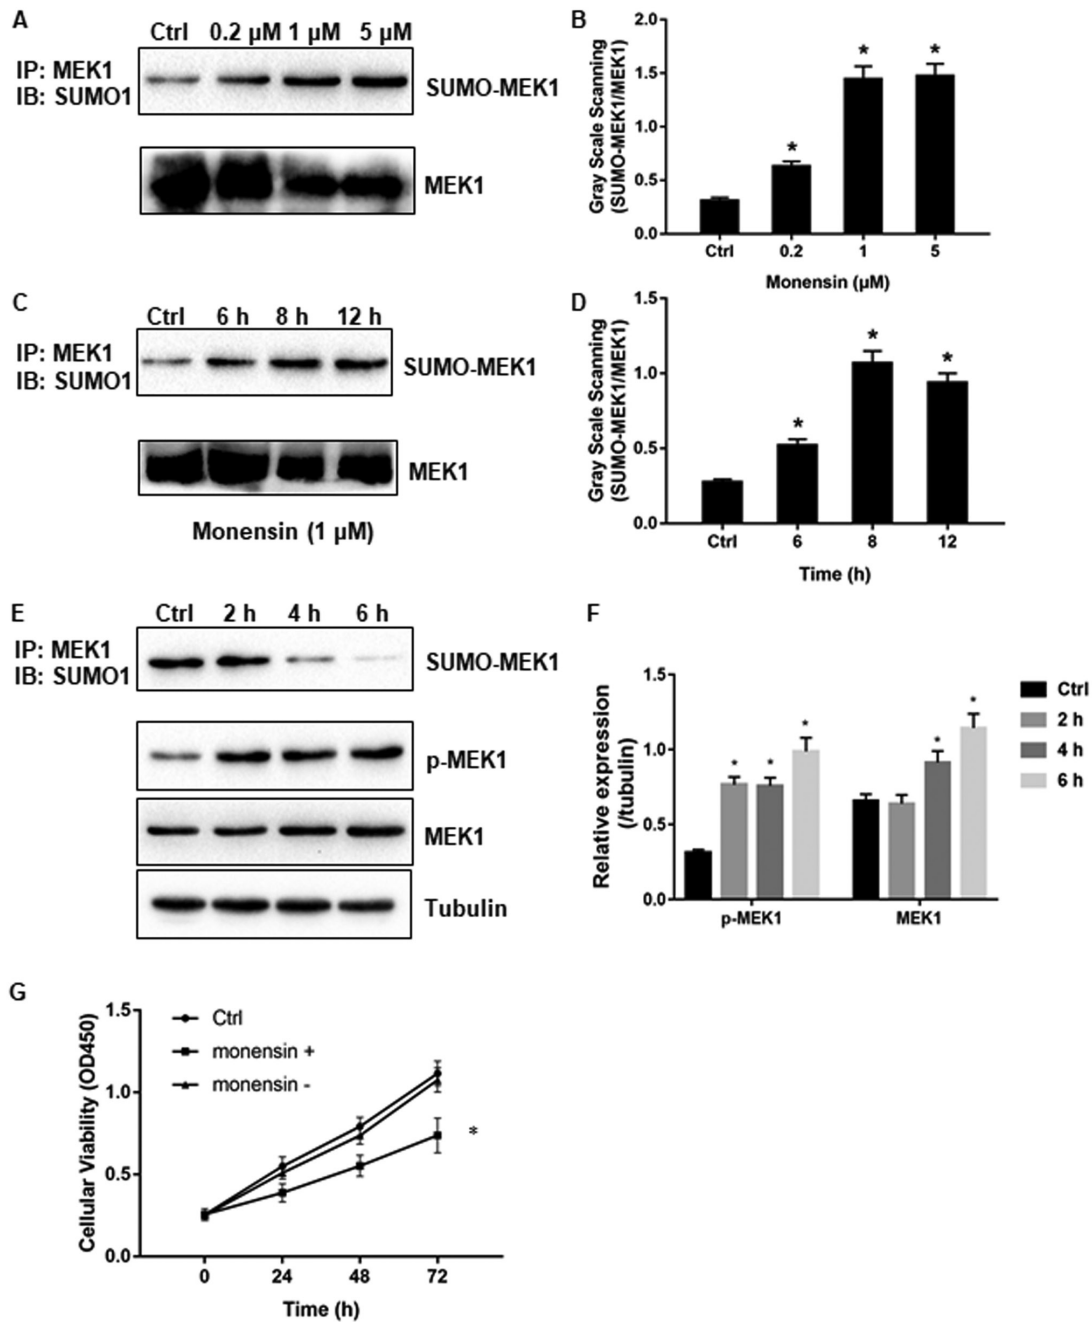 A
Ctrl 0.2 µM 1 µM 5 µM
IP: MEK1
IB: SUMO1
SUMO-MEK1
MEK1
B
Gray Scale Scanning
(SUMO-MEK1/MEK1)
2.0
1.5
1.0
0.5
0.0
* * *
Ctrl 0.2 1 5
Monensin (µM)
C
Ctrl 6 h 8 h 12 h
IP: MEK1
IB: SUMO1
SUMO-MEK1
MEK1
Monensin (1 µM)
D
Gray Scale Scanning
(SUMO-MEK1/MEK1)
1.5
1.0
0.5
0.0
* * *
Ctrl 6 8 12
Time (h)
E
Ctrl 2 h 4 h 6 h
IP: MEK1
IB: SUMO1
SUMO-MEK1
p-MEK1
MEK1
Tubulin
F
Relative expression
(/tubulin)
1.5
1.0
0.5
0.0
* * * * *
p-MEK1 MEK1
Ctrl
2 h
4 h
6 h
G
Cellular Viability (OD450)
1.5
1.0
0.5
0.0
Ctrl
monensin +
monensin -
*
0 24 48 72
Time (h)